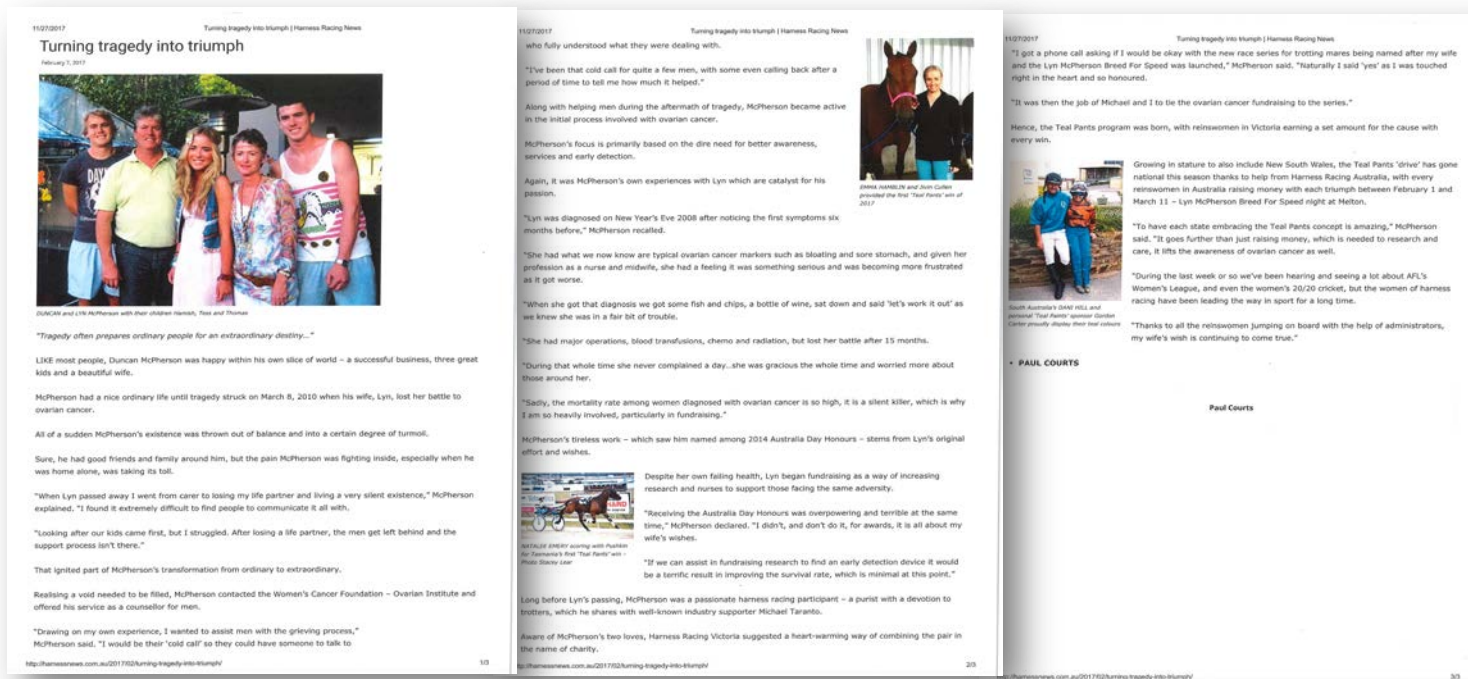 11/27/2017 Turning tragedy into triumph | Harness Racing News
Turning tragedy into triumph
February 7, 2017
DUNCAN and LYN McPherson with their children Hamish, Tess and Thomas
"Tragedy often prepares ordinary people for an extraordinary destiny..."
LIKE most people, Duncan McPherson was happy within his own slice of world – a successful business, three great
kids and a beautiful wife.
McPherson had a nice ordinary life until tragedy struck on March 8, 2010 when his wife, Lyn, lost her battle to
ovarian cancer.
All of a sudden McPherson's existence was thrown out of balance and into a certain degree of turmoil.
Sure, he had good friends and family around him, but the pain McPherson was fighting inside, especially when he
was home alone, was taking its toll.
"When Lyn passed away I went from carer to losing my life partner and living a very silent existence," McPherson
explained. "I found it extremely difficult to find people to communicate it all with.
"Looking after our kids came first, but I struggled. After losing a life partner, the men get left behind and the
support process isn't there."
That ignited part of McPherson's transformation from ordinary to extraordinary.
Realising a void needed to be filled, McPherson contacted the Women's Cancer Foundation – Ovarian Institute and
offered his service as a counsellor for men.
"Drawing on my own experience, I wanted to assist men with the grieving process,"
McPherson said. "I would be their 'cold call' so they could have someone to talk to
http://harnessnews.com.au/2017/02/turning-tragedy-into-triumph/ 1/3
11/27/2017 Turning tragedy into triumph | Harness Racing News
who fully understood what they were dealing with.
"I've been that cold call for quite a few men, with some even calling back after a
period of time to tell me how much it helped."
Along with helping men during the aftermath of tragedy, McPherson became active
in the initial process involved with ovarian cancer.
McPherson's focus is primarily based on the dire need for better awareness,
services and early detection.
Again, it was McPherson's own experiences with Lyn which are catalyst for his
passion.
EMMA HAMBLIN and Jivin Cullen
provided the first 'Teal Pants' win of
2017
"Lyn was diagnosed on New Year's Eve 2008 after noticing the first symptoms six
months before," McPherson recalled.
"She had what we now know are typical ovarian cancer markers such as bloating and sore stomach, and given her
profession as a nurse and midwife, she had a feeling it was something serious and was becoming more frustrated
as it got worse.
"When she got that diagnosis we got some fish and chips, a bottle of wine, sat down and said 'let's work it out' as
we knew she was in a fair bit of trouble.
"She had major operations, blood transfusions, chemo and radiation, but lost her battle after 15 months.
"During that whole time she never complained a day...she was gracious the whole time and worried more about
those around her.
"Sadly, the mortality rate among women diagnosed with ovarian cancer is so high, it is a silent killer, which is why
I am so heavily involved, particularly in fundraising."
McPherson's tireless work – which saw him named among 2014 Australia Day Honours – stems from Lyn's original
effort and wishes.
Despite her own failing health, Lyn began fundraising as a way of increasing
research and nurses to support those facing the same adversity.
"Receiving the Australia Day Honours was overpowering and terrible at the same
time," McPherson declared. "I didn't, and don't do it, for awards, it is all about my
wife's wishes.
NATALIE EMERY scoring with Pushkin
for Tasmania's first 'Teal Pants' win –
Photo Stacey Lear
"If we can assist in fundraising research to find an early detection device it would
be a terrific result in improving the survival rate, which is minimal at this point."
Long before Lyn's passing, McPherson was a passionate harness racing participant – a purist with a devotion to
trotters, which he shares with well-known industry supporter Michael Taranto.
Aware of McPherson's two loves, Harness Racing Victoria suggested a heart-warming way of combining the pair in
the name of charity.
http://harnessnews.com.au/2017/02/turning-tragedy-into-triumph/ 2/3
11/27/2017 Turning tragedy into triumph | Harness Racing News
"I got a phone call asking if I would be okay with the new race series for trotting mares being named after my wife
and the Lyn McPherson Breed For Speed was launched," McPherson said. "Naturally I said 'yes' as I was touched
right in the heart and so honoured.
"It was then the job of Michael and I to tie the ovarian cancer fundraising to the series."
Hence, the Teal Pants program was born, with reinswomen in Victoria earning a set amount for the cause with
every win.
Growing in stature to also include New South Wales, the Teal Pants 'drive' has gone
national this season thanks to help from Harness Racing Australia, with every
reinswomen in Australia raising money with each triumph between February 1 and
March 11 – Lyn McPherson Breed For Speed night at Melton.
"To have each state embracing the Teal Pants concept is amazing," McPherson
said. "It goes further than just raising money, which is needed to research and
care, it lifts the awareness of ovarian cancer as well.
"During the last week or so we've been hearing and seeing a lot about AFL's
Women's League, and even the women's 20/20 cricket, but the women of harness
racing have been leading the way in sport for a long time.
South Australia's DANI HILL and
personal 'Teal Pants' sponsor Gordon
Carter proudly display their teal colours
"Thanks to all the reinswomen jumping on board with the help of administrators,
my wife's wish is continuing to come true."
• PAUL COURTS
Paul Courts
http://harnessnews.com.au/2017/02/turning-tragedy-into-triumph/ 3/3